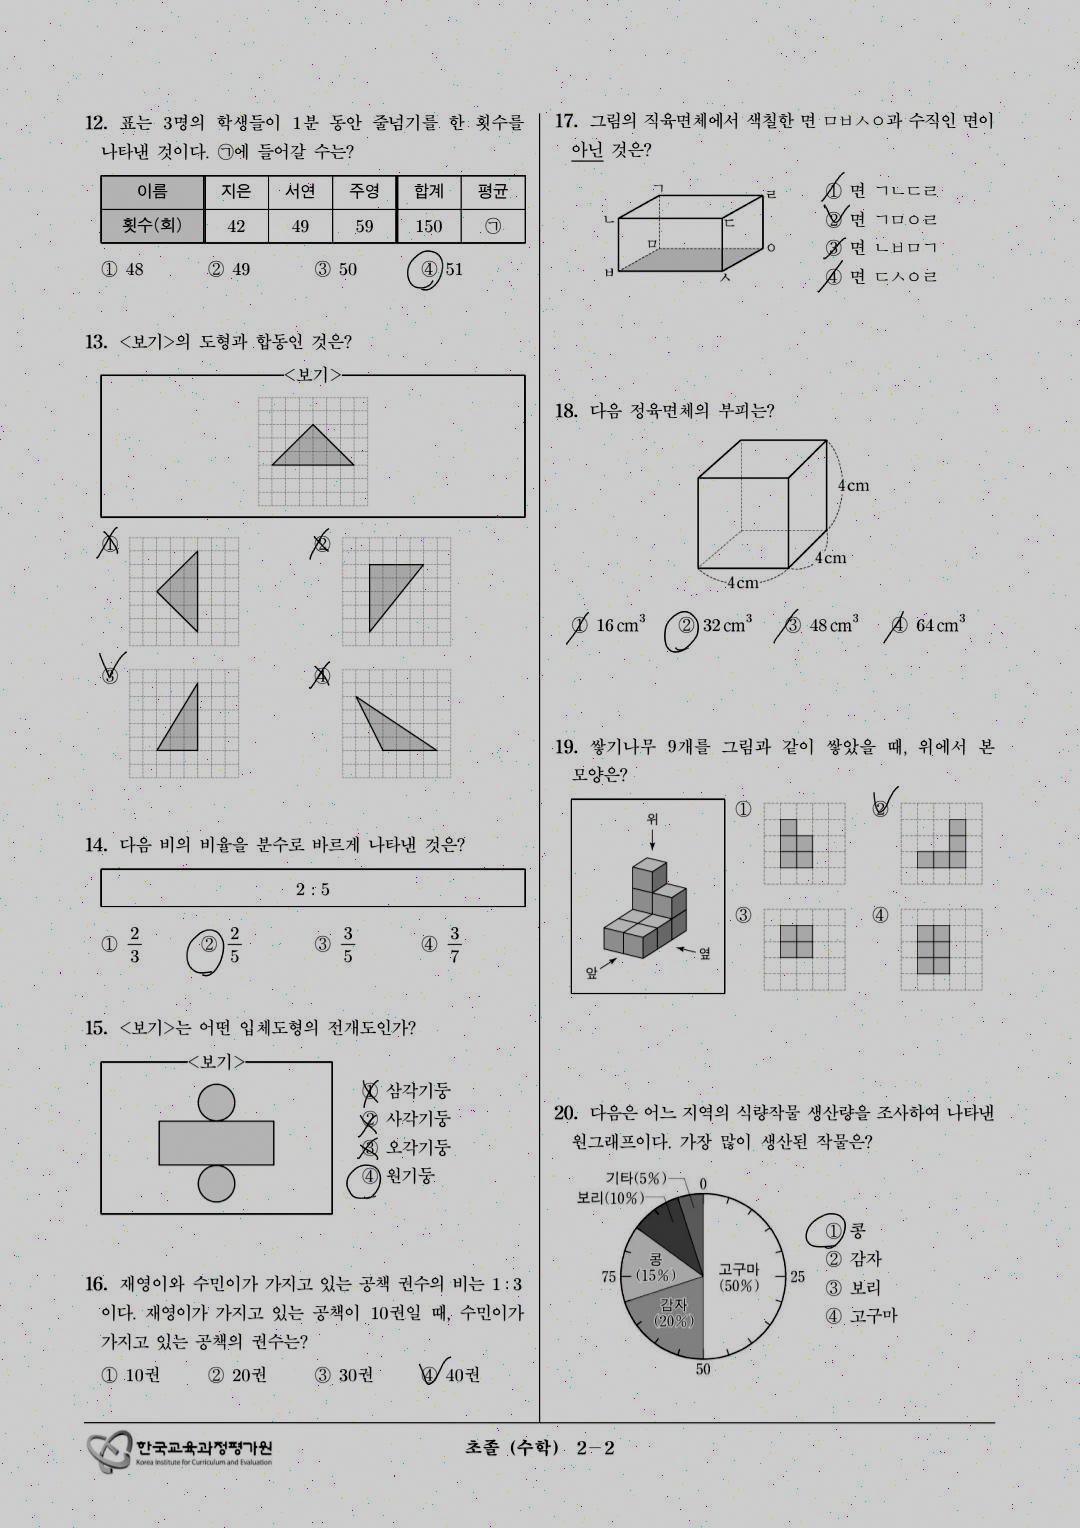 12. 표는 3명의 학생들이 1분 동안 줄넘기를 한 횟수를
나타낸 것이다. ㉠에 들어갈 수는?
이름 지은 서연 주영 합계 평균
횟수(회) 42 49 59 150 ㉠
① 48 ② 49 ③ 50 ④ 51
13. <보기>의 도형과 합동인 것은?
<보기>
① ②
③ ④
14. 다음 비의 비율을 분수로 바르게 나타낸 것은?
2 : 5
① 2/3 ② 2/5 ③ 3/5 ④ 3/7
15. <보기>는 어떤 입체도형의 전개도인가?
<보기>
① 삼각기둥
② 사각기둥
③ 오각기둥
④ 원기둥
16. 재영이와 수민이가 가지고 있는 공책 권수의 비는 1 : 3
이다. 재영이가 가지고 있는 공책이 10권일 때, 수민이가
가지고 있는 공책의 권수는?
① 10권 ② 20권 ③ 30권 ④ 40권
17. 그림의 직육면체에서 색칠한 면 ㅁㅂㅅㅇ과 수직인 면이
아닌 것은?
ㄱ ㄹ
ㄴ ㄷ
ㅁ ㅇ
ㅂ ㅅ
① 면 ㄱㄴㄷㄹ
② 면 ㄱㅁㅇㄹ
③ 면 ㄴㅂㅁㄱ
④ 면 ㄷㅅㅇㄹ
18. 다음 정육면체의 부피는?
4cm
4cm
4cm
① 16cm³ ② 32cm³ ③ 48cm³ ④ 64cm³
19. 쌓기나무 9개를 그림과 같이 쌓았을 때, 위에서 본
모양은?
위
앞
옆
① ②
③ ④
20. 다음은 어느 지역의 식량작물 생산량을 조사하여 나타낸
원그래프이다. 가장 많이 생산된 작물은?
기타(5%) 0
보리(10%)
콩
(15%)
고구마
(50%)
감자
(20%)
75 25
50
① 콩
② 감자
③ 보리
④ 고구마
한국교육과정평가원
Korea Institute for Curriculum and Evaluation
초졸 (수학) 2-2